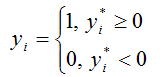 y_i = { 1, y_i^* ≥ 0
0, y_i^* < 0